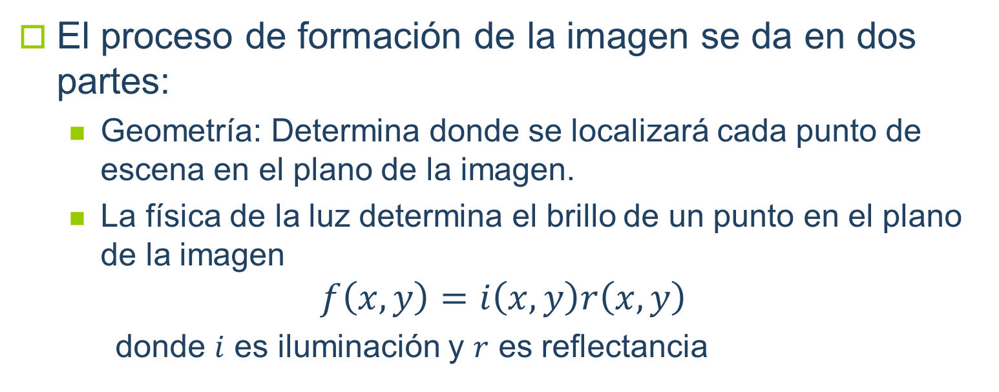 El proceso de formación de la imagen se da en dos
partes:
Geometría: Determina donde se localizará cada punto de
escena en el plano de la imagen.
La física de la luz determina el brillo de un punto en el plano
de la imagen
f(x, y) = i(x, y)r(x, y)
donde i es iluminación y r es reflectancia